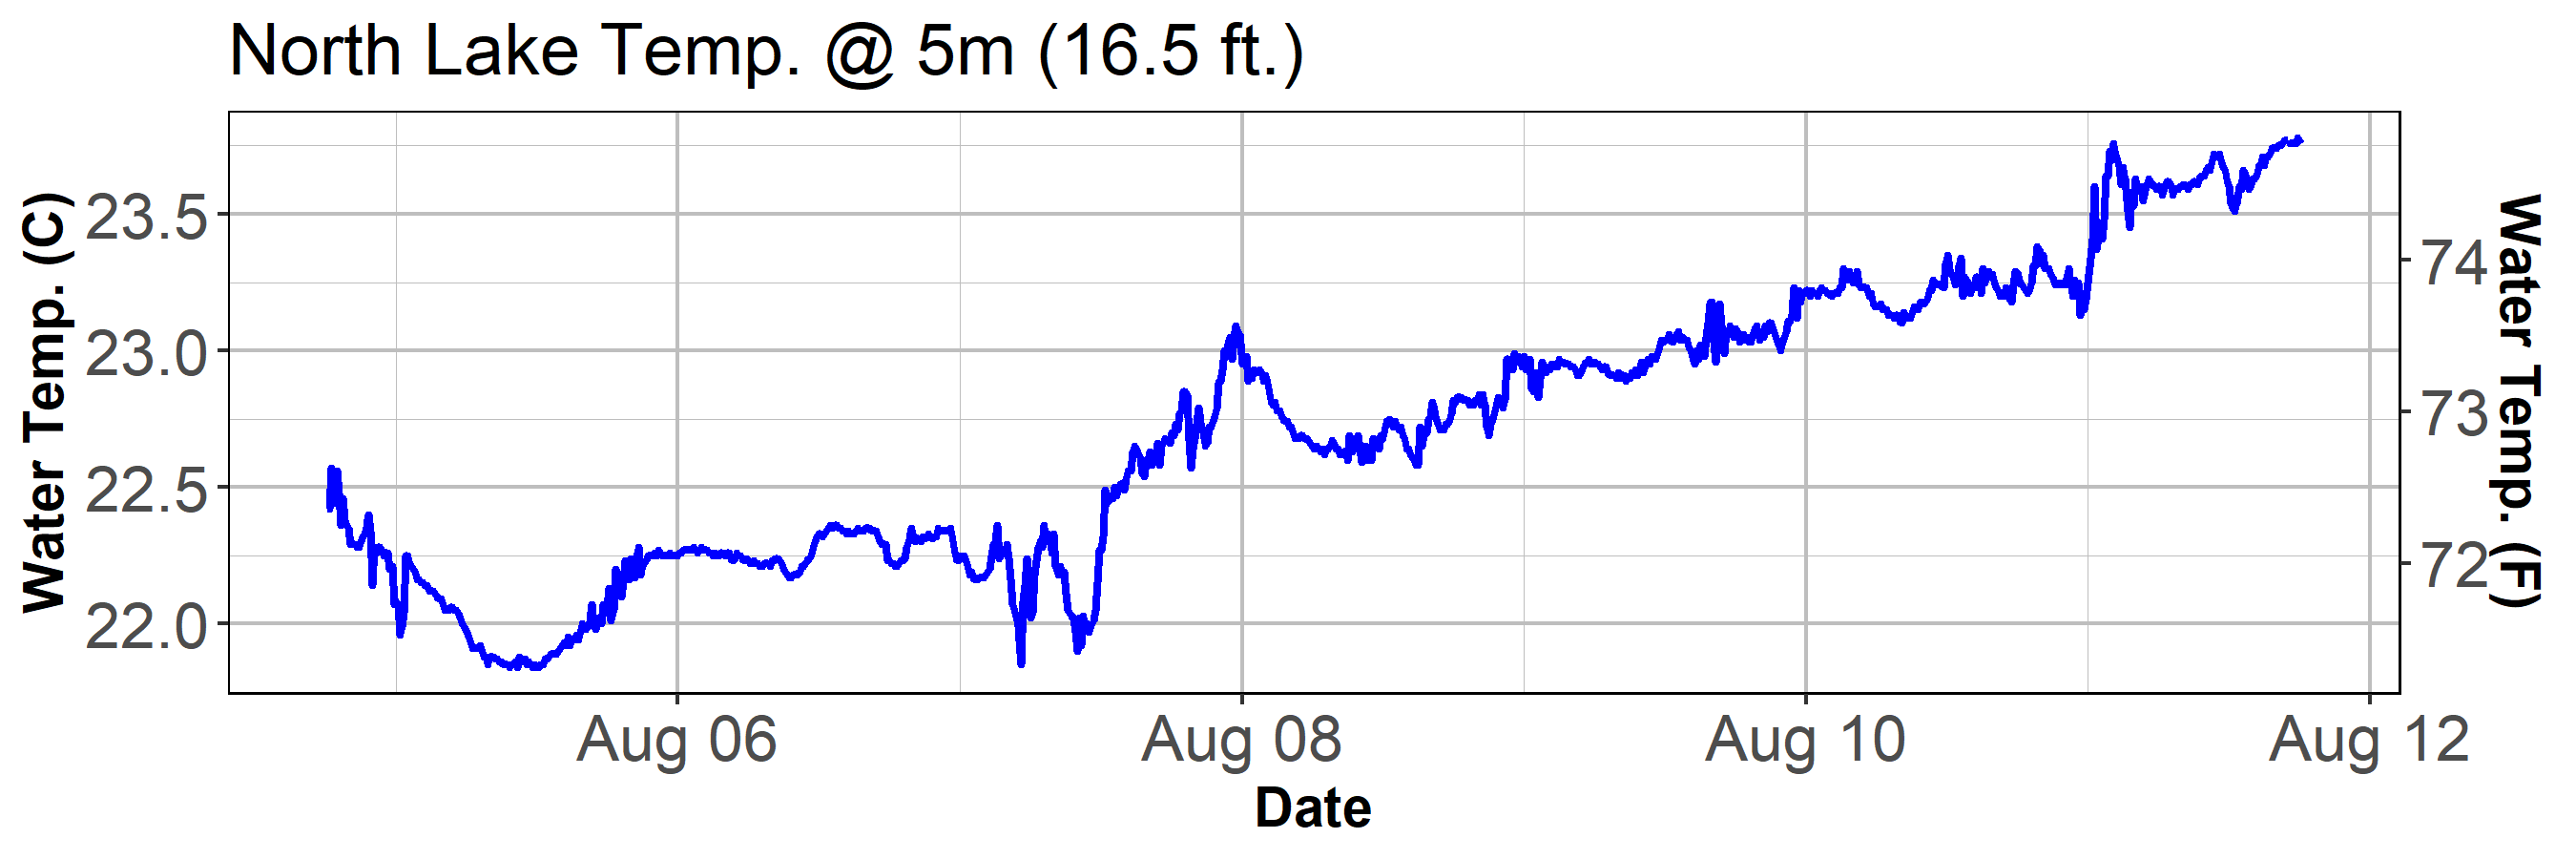 North Lake Temp. @ 5m (16.5 ft.)
Water Temp. (C)
23.5
23.0
22.5
22.0
74
73
72
Water Temp. (F)
Aug 06
Aug 08
Aug 10
Aug 12
Date